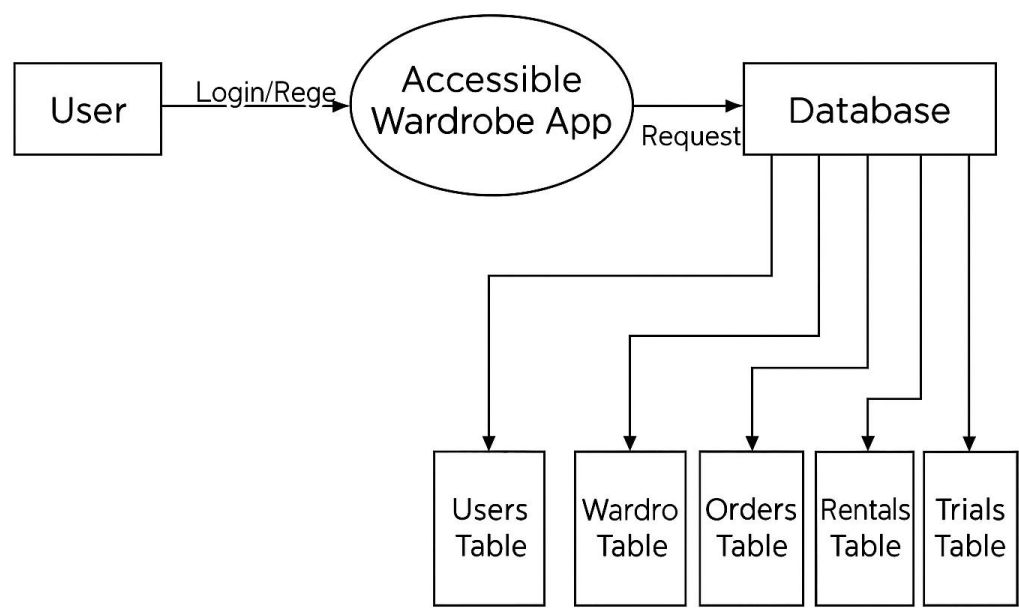 User
Login/Rege
Accessible
Wardrobe App
Request
Database
Users
Table
Wardro
Table
Orders
Table
Rentals
Table
Trials
Table